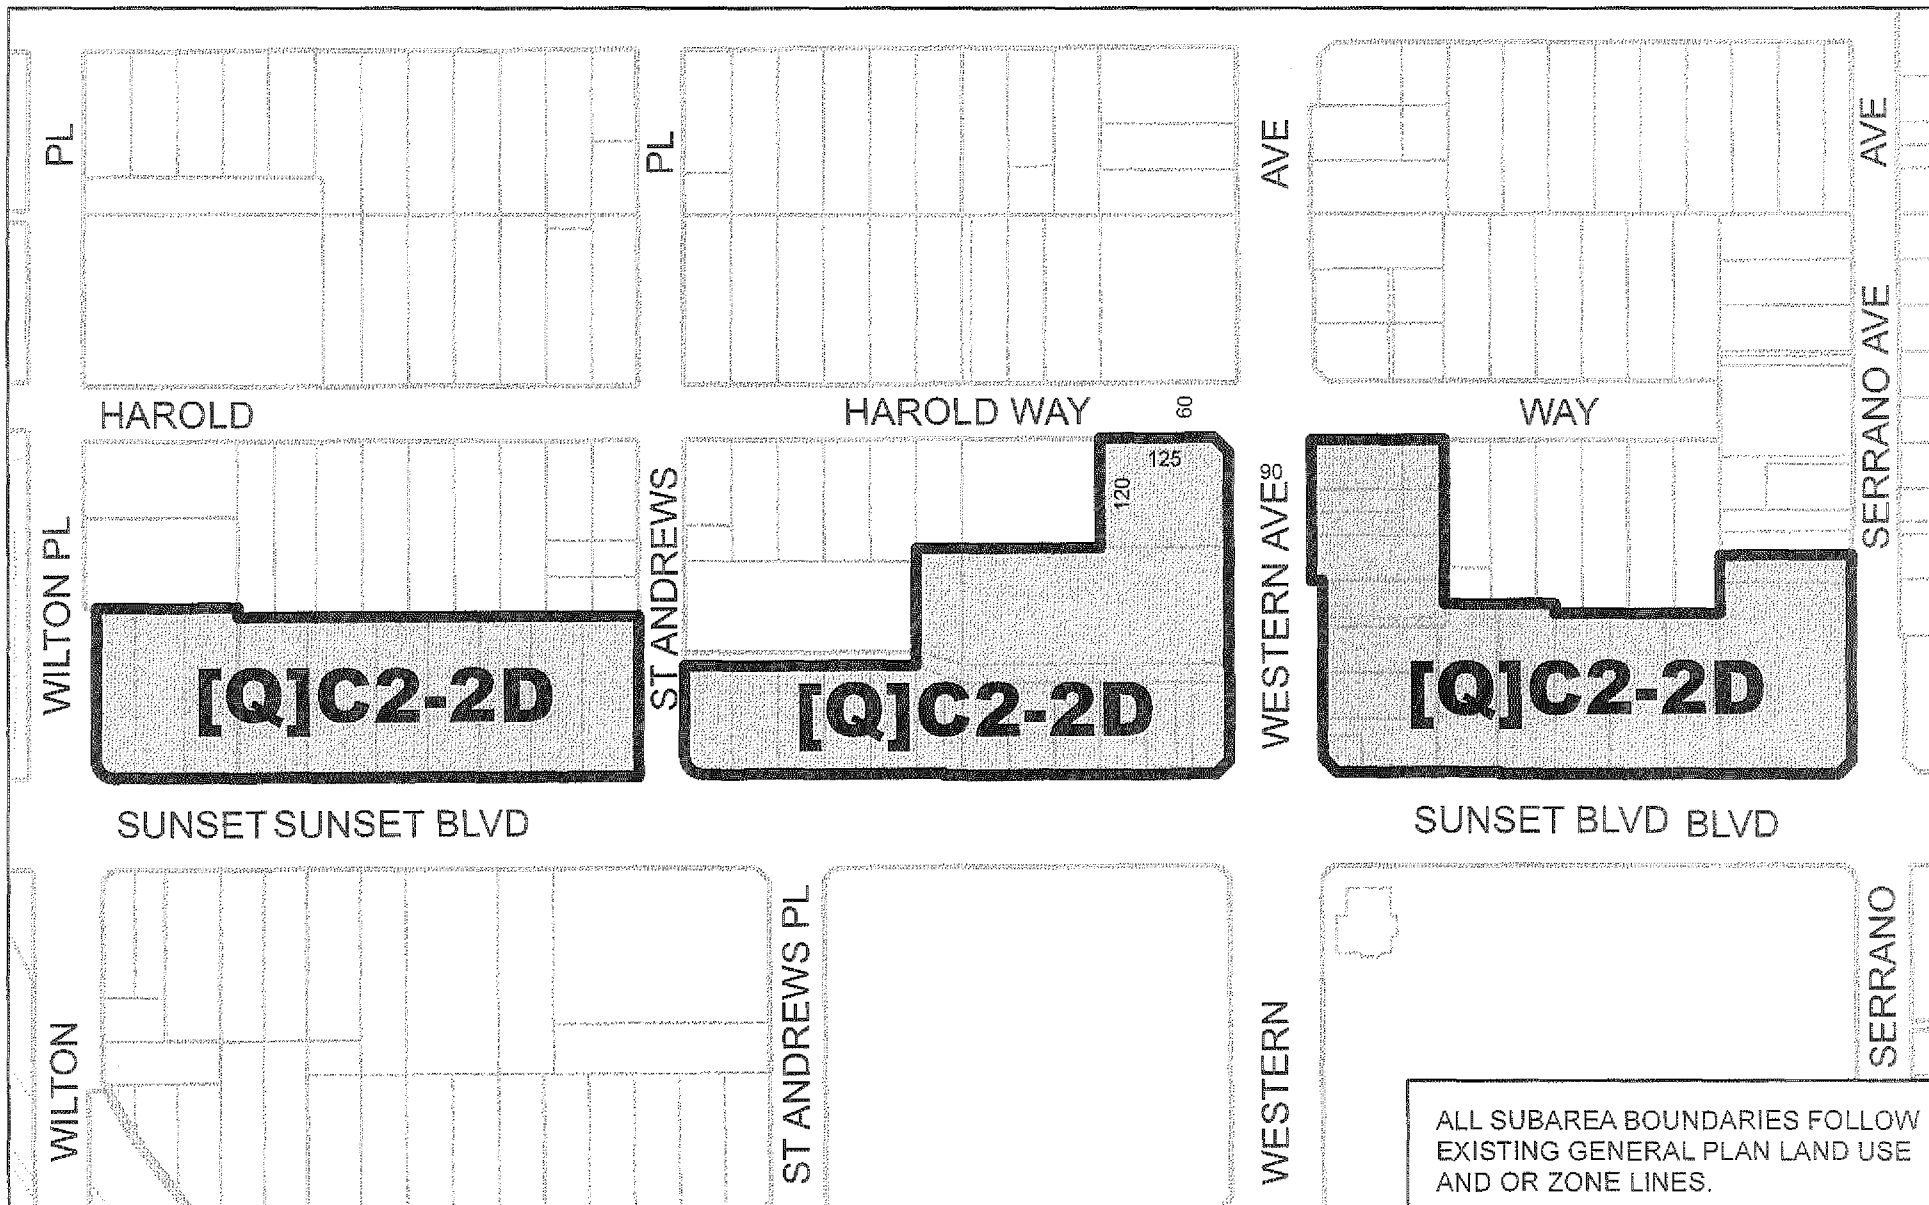 PL
PL
AVE
AVE
HAROLD
HAROLD WAY
60
WAY
SERRANO AVE
125
120
90
WILTON PL
ST ANDREWS
WESTERN AVE
[Q]C2-2D
[Q]C2-2D
[Q]C2-2D
SUNSET SUNSET BLVD
SUNSET BLVD BLVD
WILTON
ST ANDREWS PL
WESTERN
SERRANO
ALL SUBAREA BOUNDARIES FOLLOW
EXISTING GENERAL PLAN LAND USE
AND OR ZONE LINES.